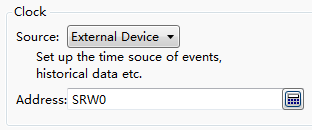 Clock
Source: External Device
Set up the time souce of events,
historical data etc.
Address: SRW0